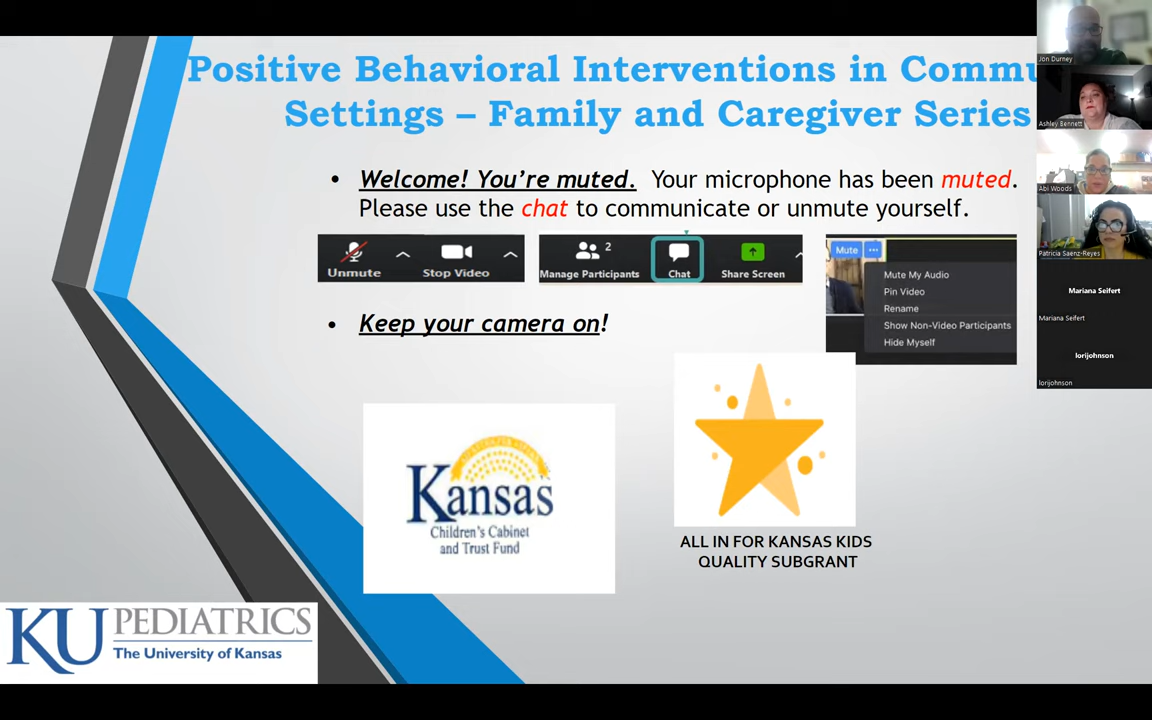 Positive Behavioral Interventions in Commu
Settings – Family and Caregiver Series
• Welcome! You're muted. Your microphone has been muted.
Please use the chat to communicate or unmute yourself.
Unmute
Stop Video
2
Manage Participants
Chat
Share Screen
Mute
Mute My Audio
Pin Video
Rename
Show Non-Video Participants
Hide Myself
• Keep your camera on!
Kansas
Children's Cabinet
and Trust Fund
ALL IN FOR KANSAS KIDS
QUALITY SUBGRANT
KU PEDIATRICS
The University of Kansas
Jon Durney
Ashley Bennett
Abi Woods
Patricia Saenz-Reyes
Mariana Seifert
Mariana Seifert
lorijohnson
lorijohnson